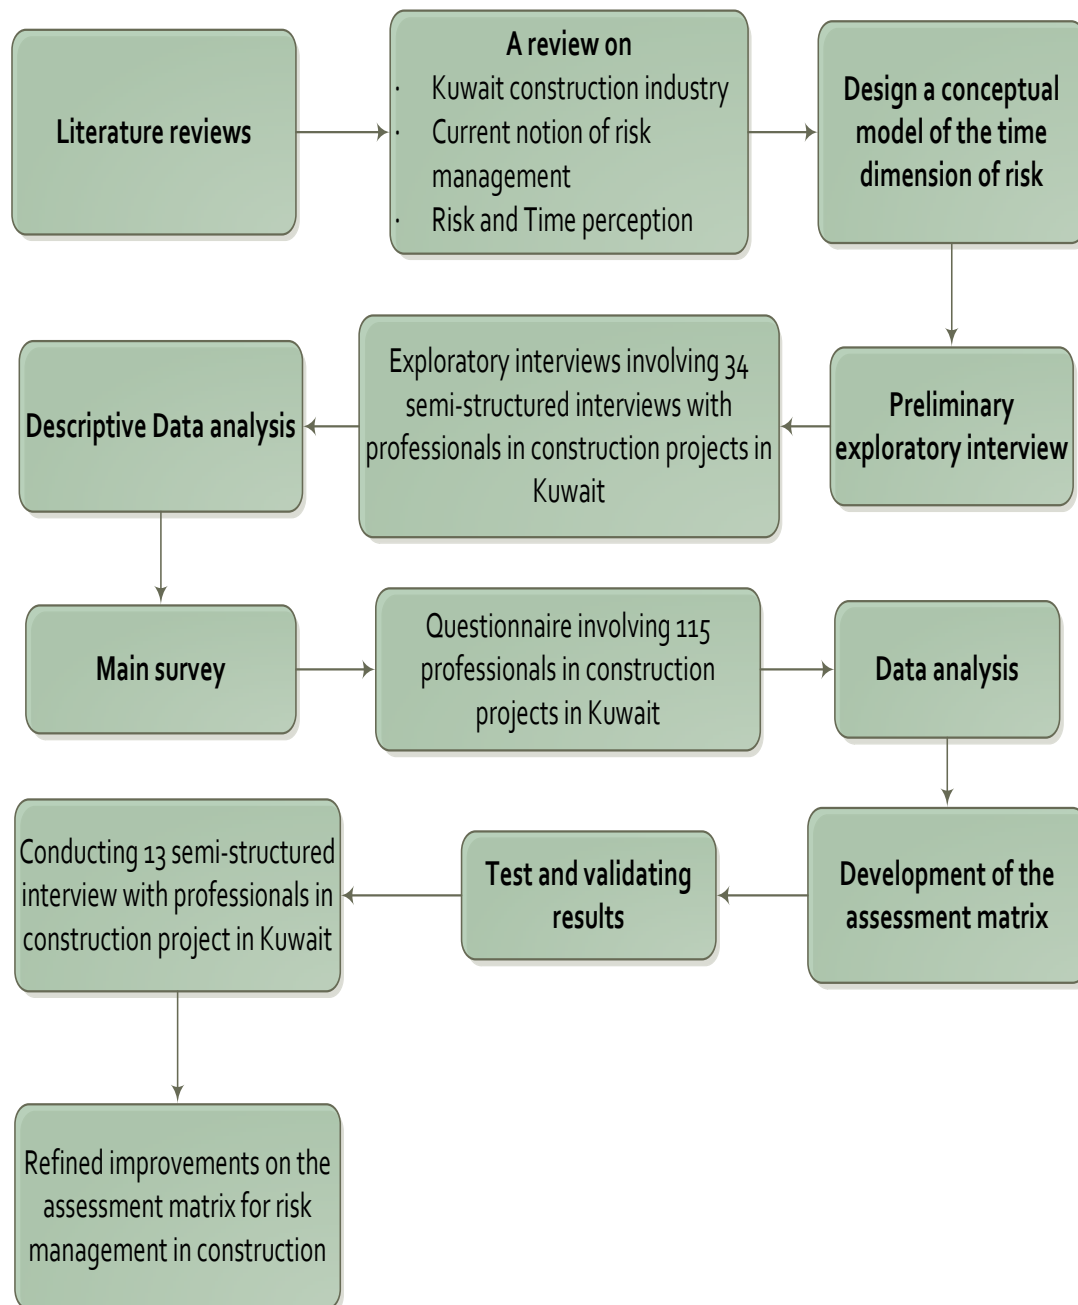 Literature reviews
A review on
· Kuwait construction industry
· Current notion of risk
management
· Risk and Time perception
Design a conceptual
model of the time
dimension of risk
Preliminary
exploratory interview
Exploratory interviews involving 34
semi-structured interviews with
professionals in construction projects in
Kuwait
Descriptive Data analysis
Main survey
Questionnaire involving 115
professionals in construction
projects in Kuwait
Data analysis
Development of the
assessment matrix
Test and validating
results
Conducting 13 semi-structured
interview with professionals in
construction project in Kuwait
Refined improvements on the
assessment matrix for risk
management in construction